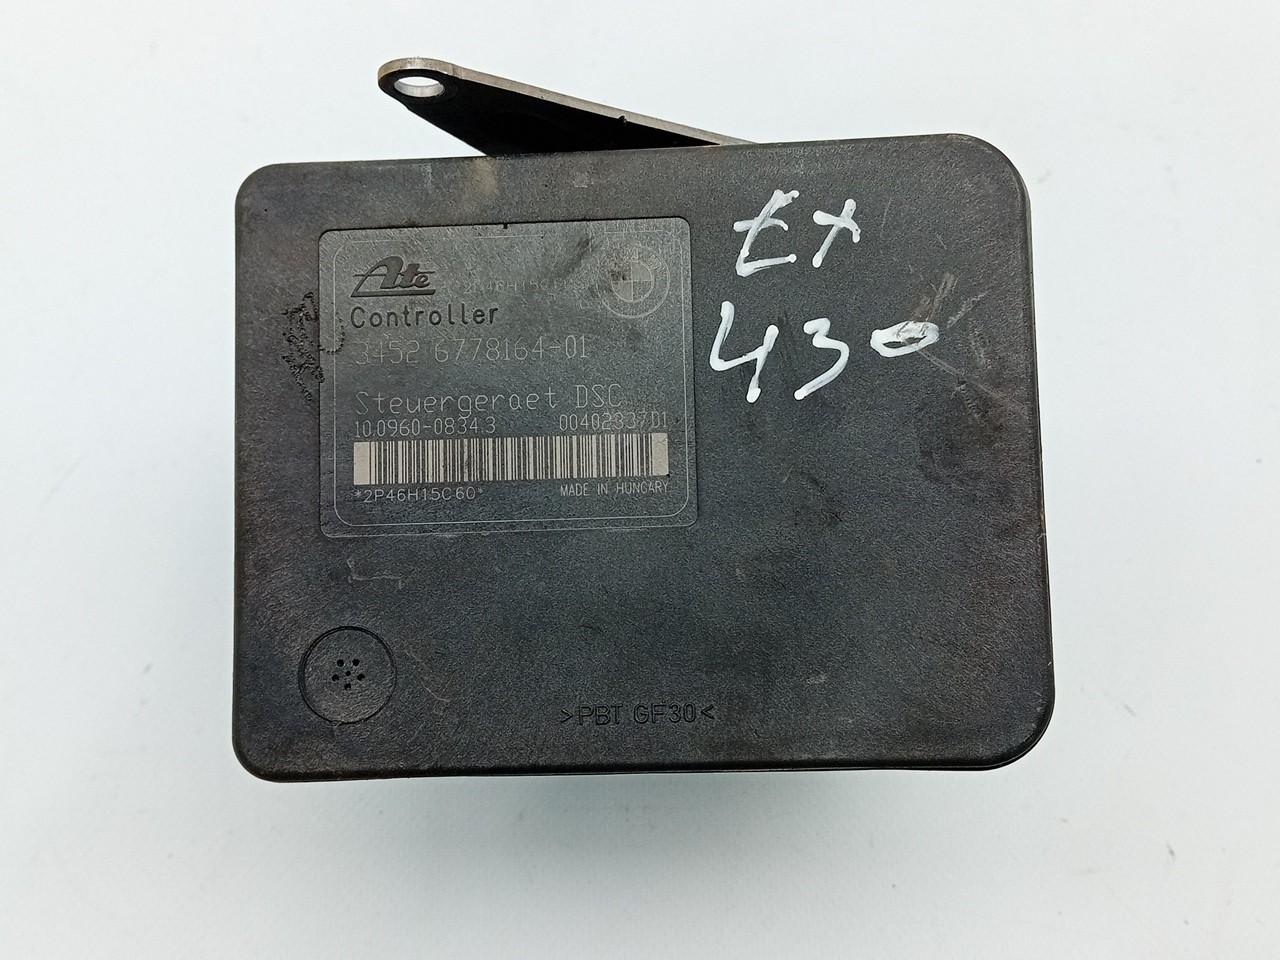 Ate
Controller
3452 6778164-01
Steuergeraet DSC
10.0960-0834.3 00402337D1
*2P46H15C60*
MADE IN HUNGARY
Ex
430
>PBT GF30<